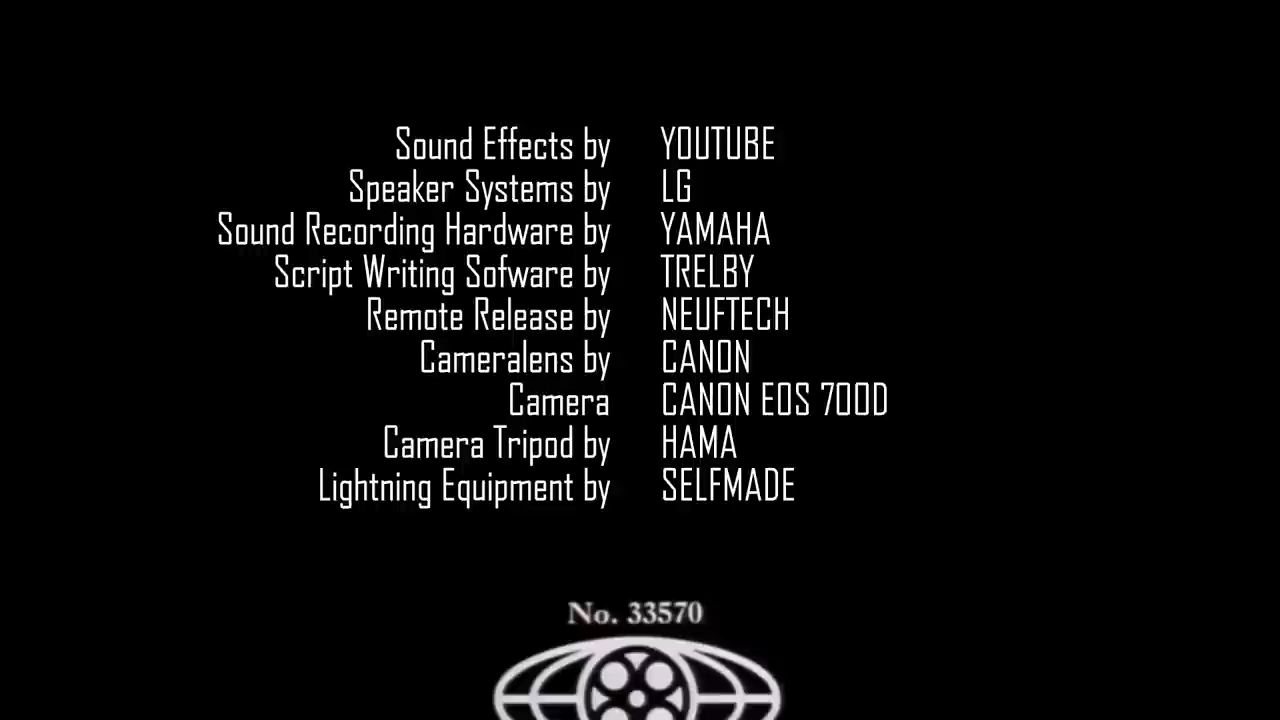 Sound Effects by YOUTUBE
Speaker Systems by LG
Sound Recording Hardware by YAMAHA
Script Writing Sofware by TRELBY
Remote Release by NEUFTECH
Cameralens by CANON
Camera CANON EOS 700D
Camera Tripod by HAMA
Lightning Equipment by SELFMADE
No. 33570